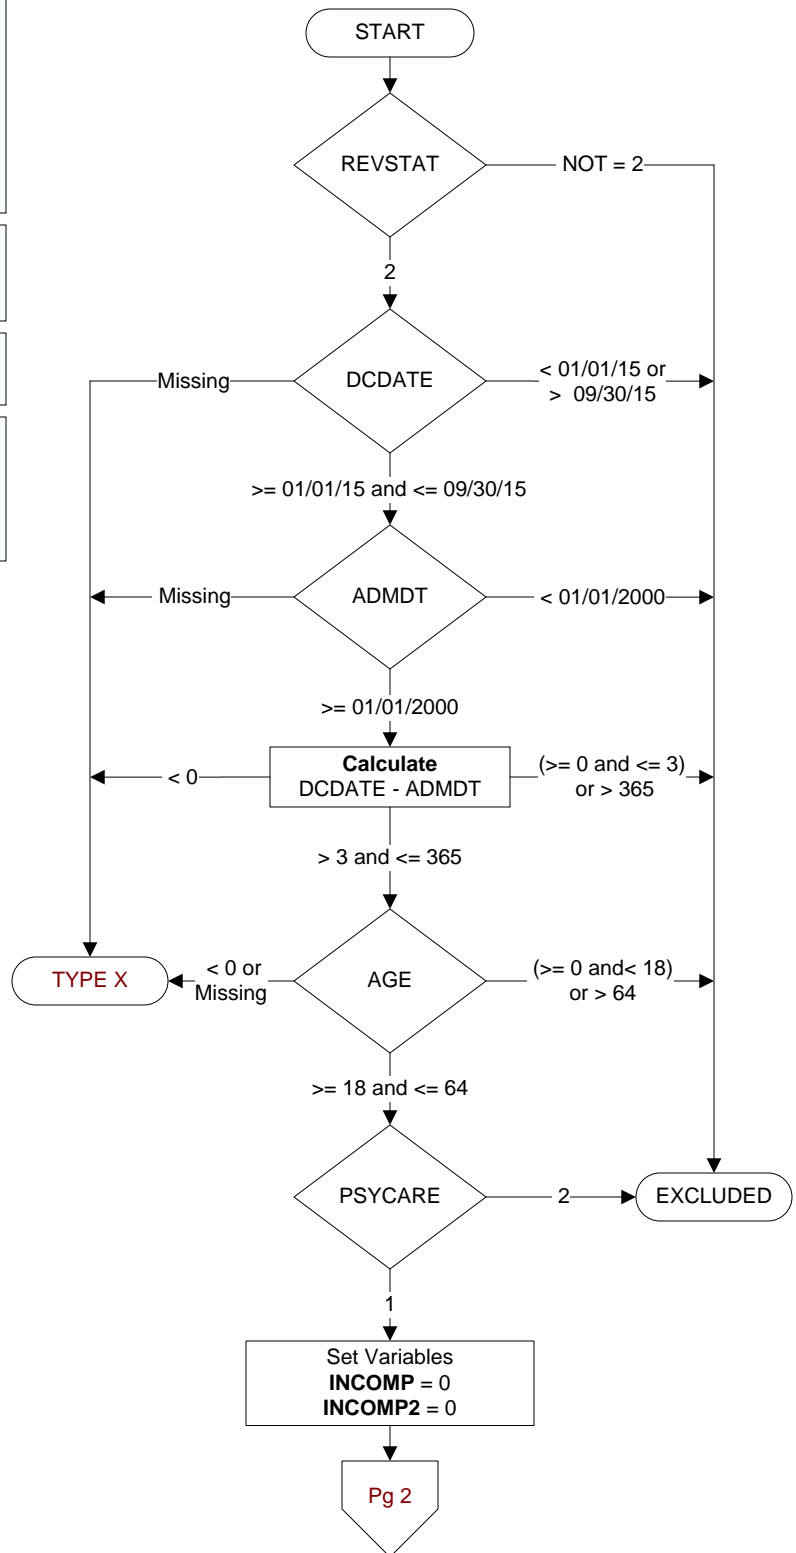 START
REVSTAT
NOT = 2
2
Missing
DCDATE
< 01/01/15 or
> 09/30/15
>= 01/01/15 and <= 09/30/15
Missing
ADMDT
< 01/01/2000
>= 01/01/2000
< 0
Calculate
DCDATE - ADMDT
(>= 0 and <= 3)
or > 365
> 3 and <= 365
TYPE X
< 0 or
Missing
AGE
(>= 0 and< 18)
or > 64
>= 18 and <= 64
PSYCARE
2
EXCLUDED
1
Set Variables
INCOMP = 0
INCOMP2 = 0
Pg 2